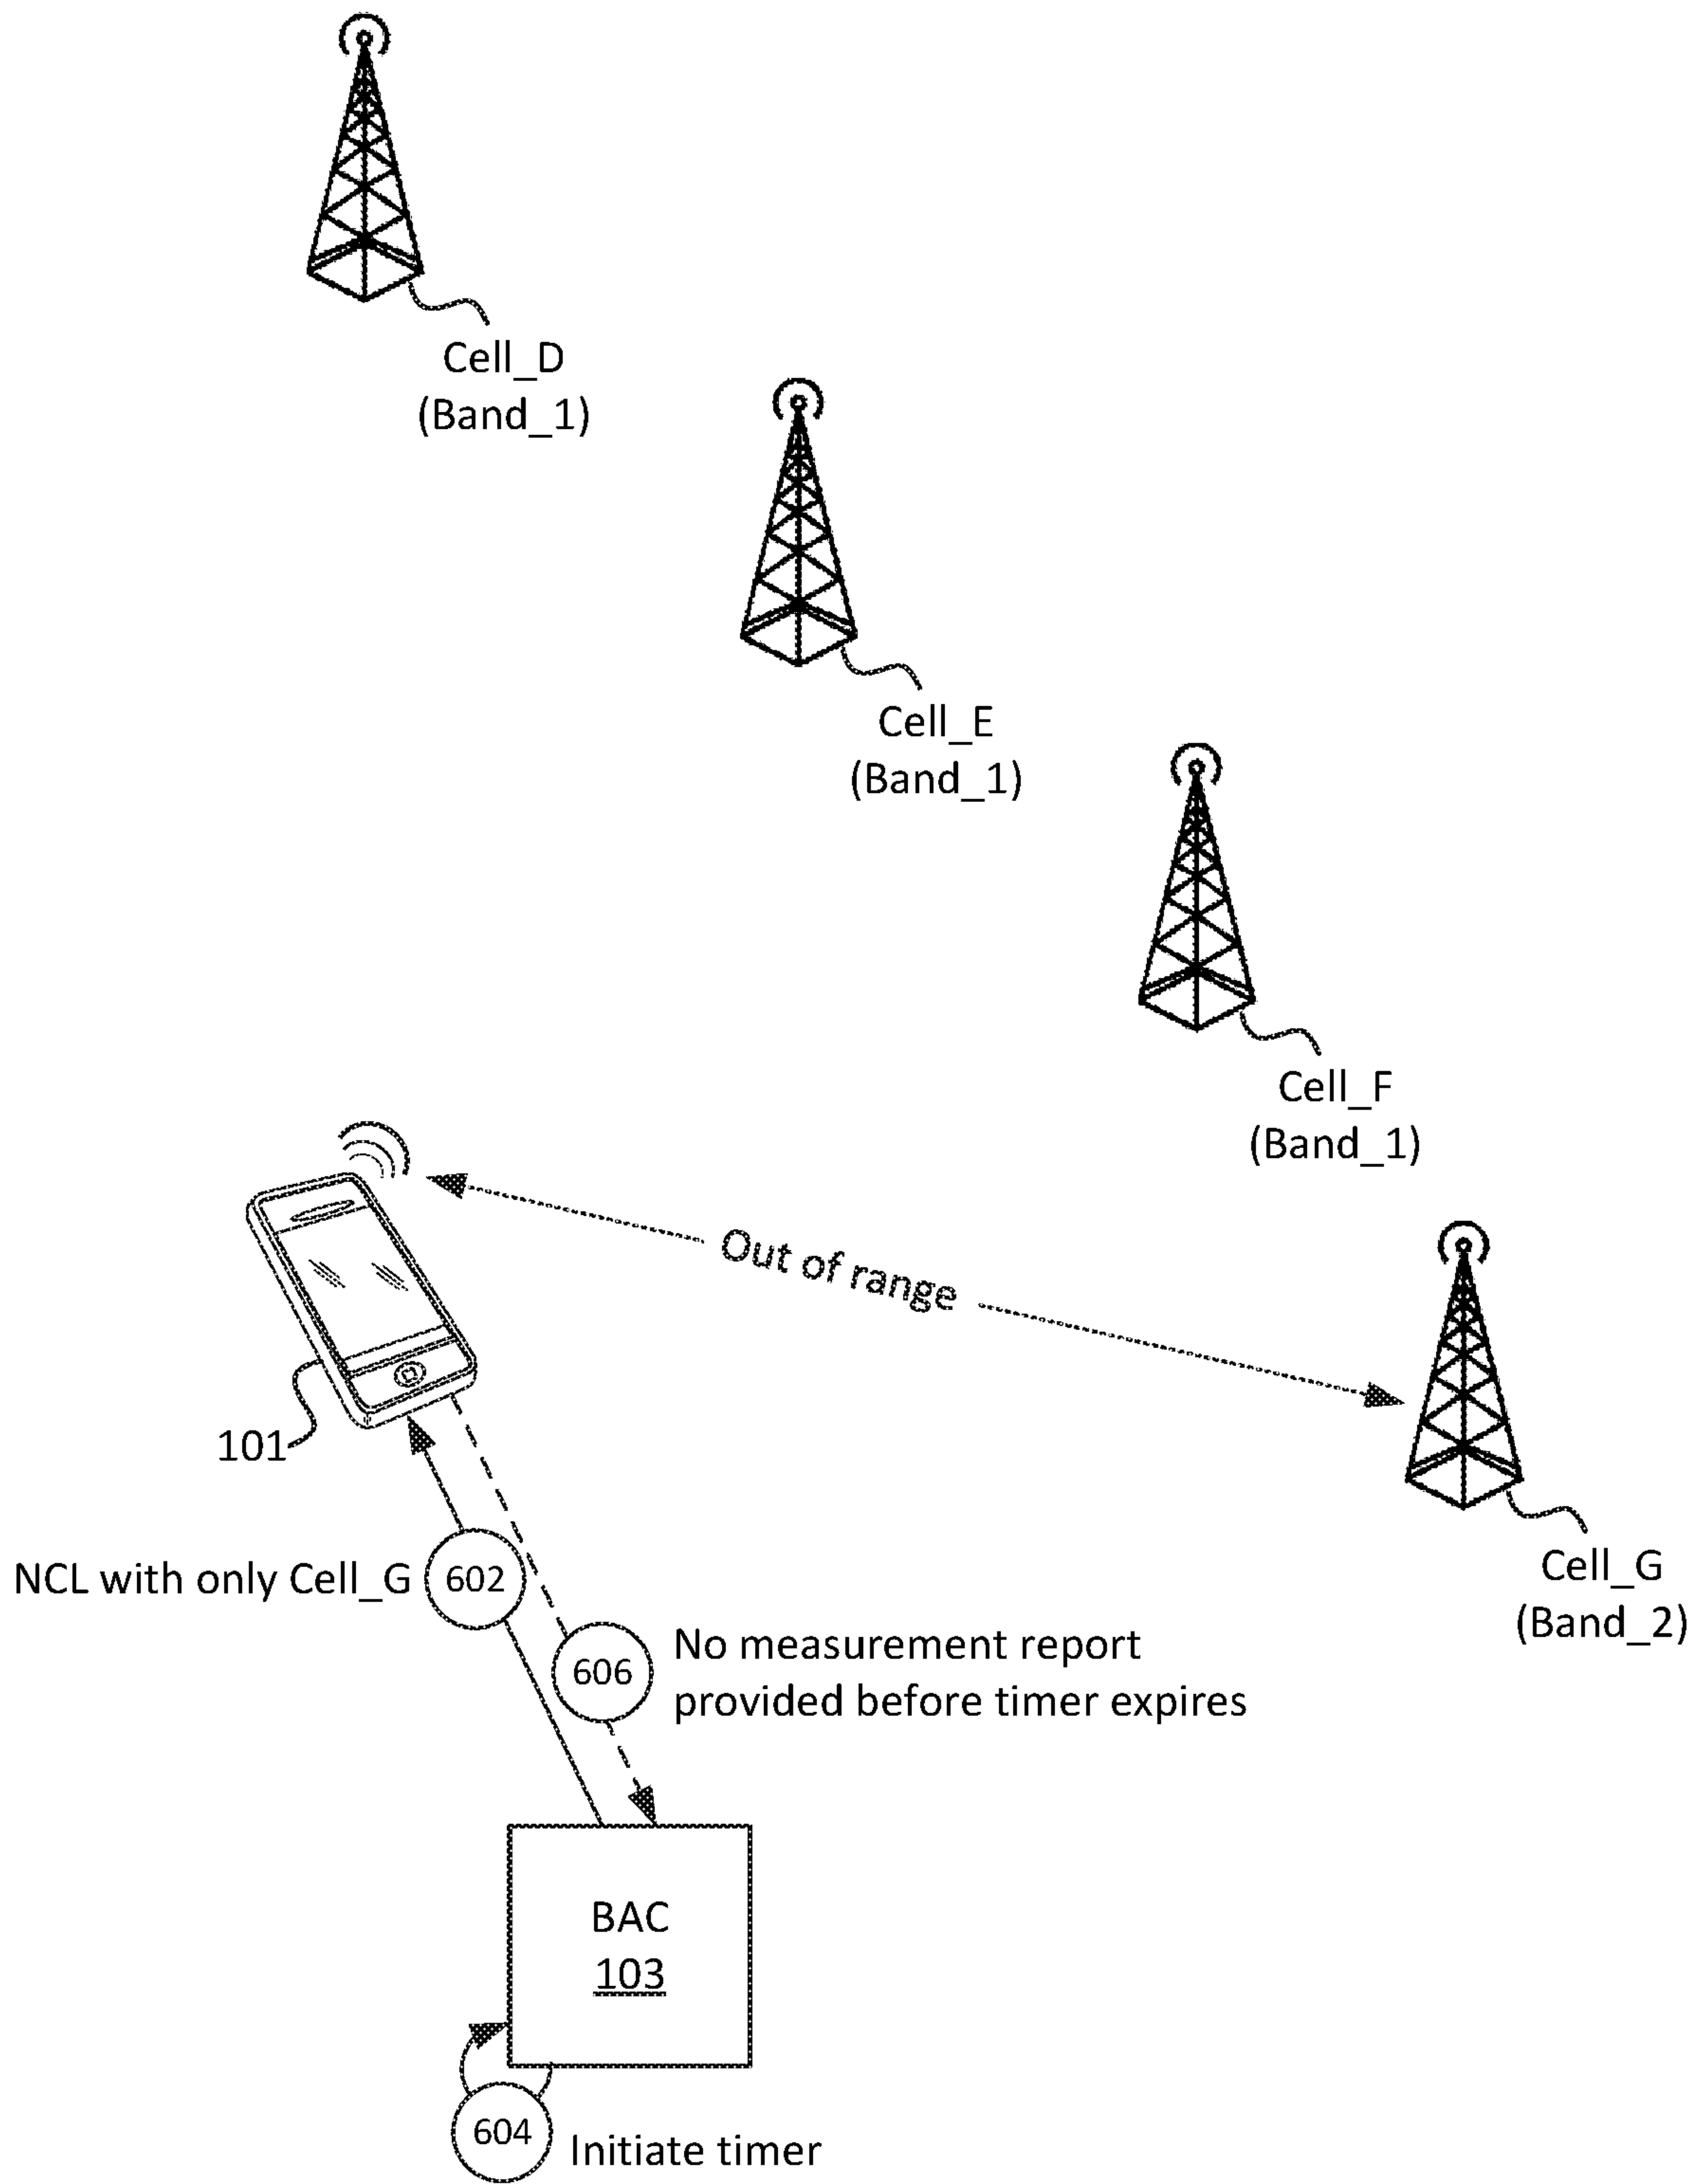 Cell_D
(Band_1)
Cell_E
(Band_1)
Cell_F
(Band_1)
Out of range
101
Cell_G
(Band_2)
NCL with only Cell_G
602
606
No measurement report
provided before timer expires
BAC
103
604
Initiate timer